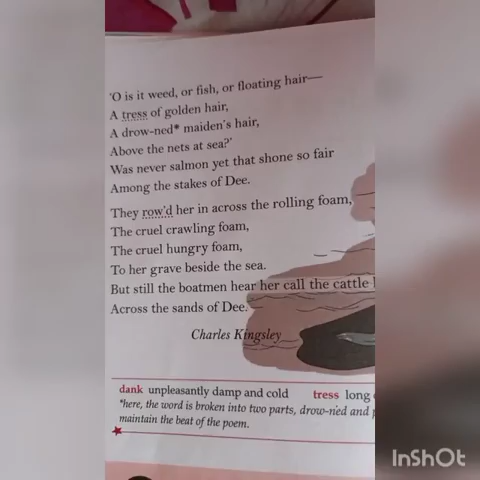 'O is it weed, or fish, or floating hair—
A tress of golden hair,
A drow-ned* maiden's hair,
Above the nets at sea?'
Was never salmon yet that shone so fair
Among the stakes of Dee.
They row'd her in across the rolling foam,
The cruel crawling foam,
The cruel hungry foam,
To her grave beside the sea.
But still the boatmen hear her call the cattle
Across the sands of Dee.
Charles Kingsley
dank unpleasantly damp and cold tress long
*here, the word is broken into two parts, drow-n'ed and
maintain the beat of the poem.
InShOt